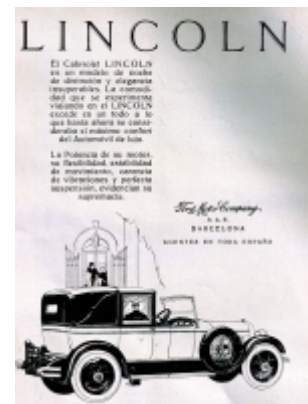 LINCOLN
El Cabriolet LINCOLN
es un modelo de coche
de distinción y elegancia
insuperables. La comodi-
dad que se experimenta
viajando en el LINCOLN
excede en un todo a lo
que hasta ahora se consi-
deraba el máximo confort
del Automóvil de lujo.
La Potencia de su motor,
su flexibilidad, estabilidad
de movimiento, carencia
de vibraciones y perfecta
suspensión, evidencian su
supremacía.
Ford Motor Company,
S. A. E.
BARCELONA
AGENTES EN TODA ESPAÑA